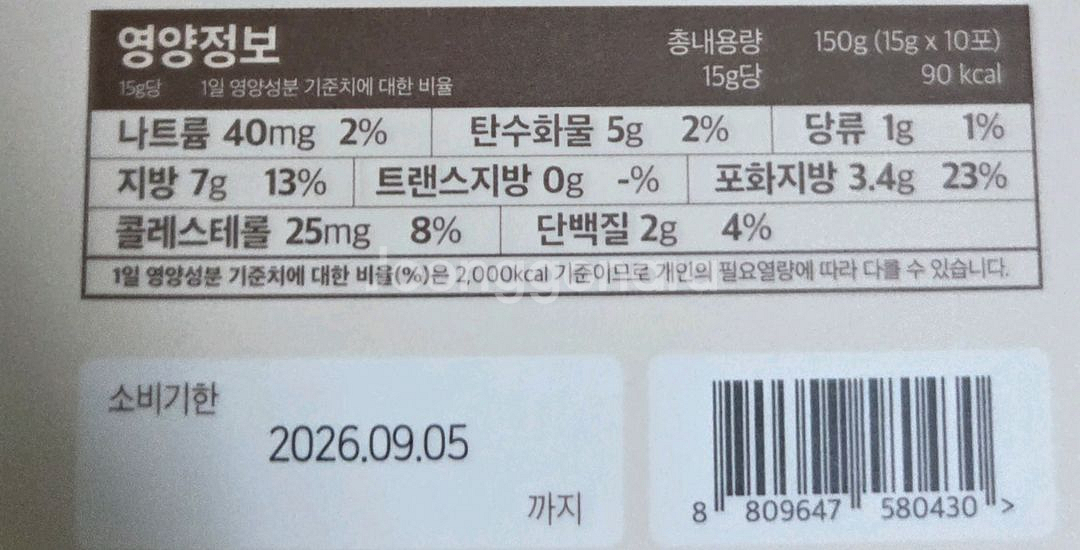 영양정보 총내용량 150g (15g x 10포)
15g당 90 kcal
15g당 1일 영양성분 기준치에 대한 비율
나트륨 40mg 2% 탄수화물 5g 2% 당류 1g 1%
지방 7g 13% 트랜스지방 0g -% 포화지방 3.4g 23%
콜레스테롤 25mg 8% 단백질 2g 4%
1일 영양성분 기준치에 대한 비율(%)은 2,000kcal 기준이므로 개인의 필요열량에 따라 다를 수 있습니다.
소비기한
2026.09.05
까지
8 809647 580430 >